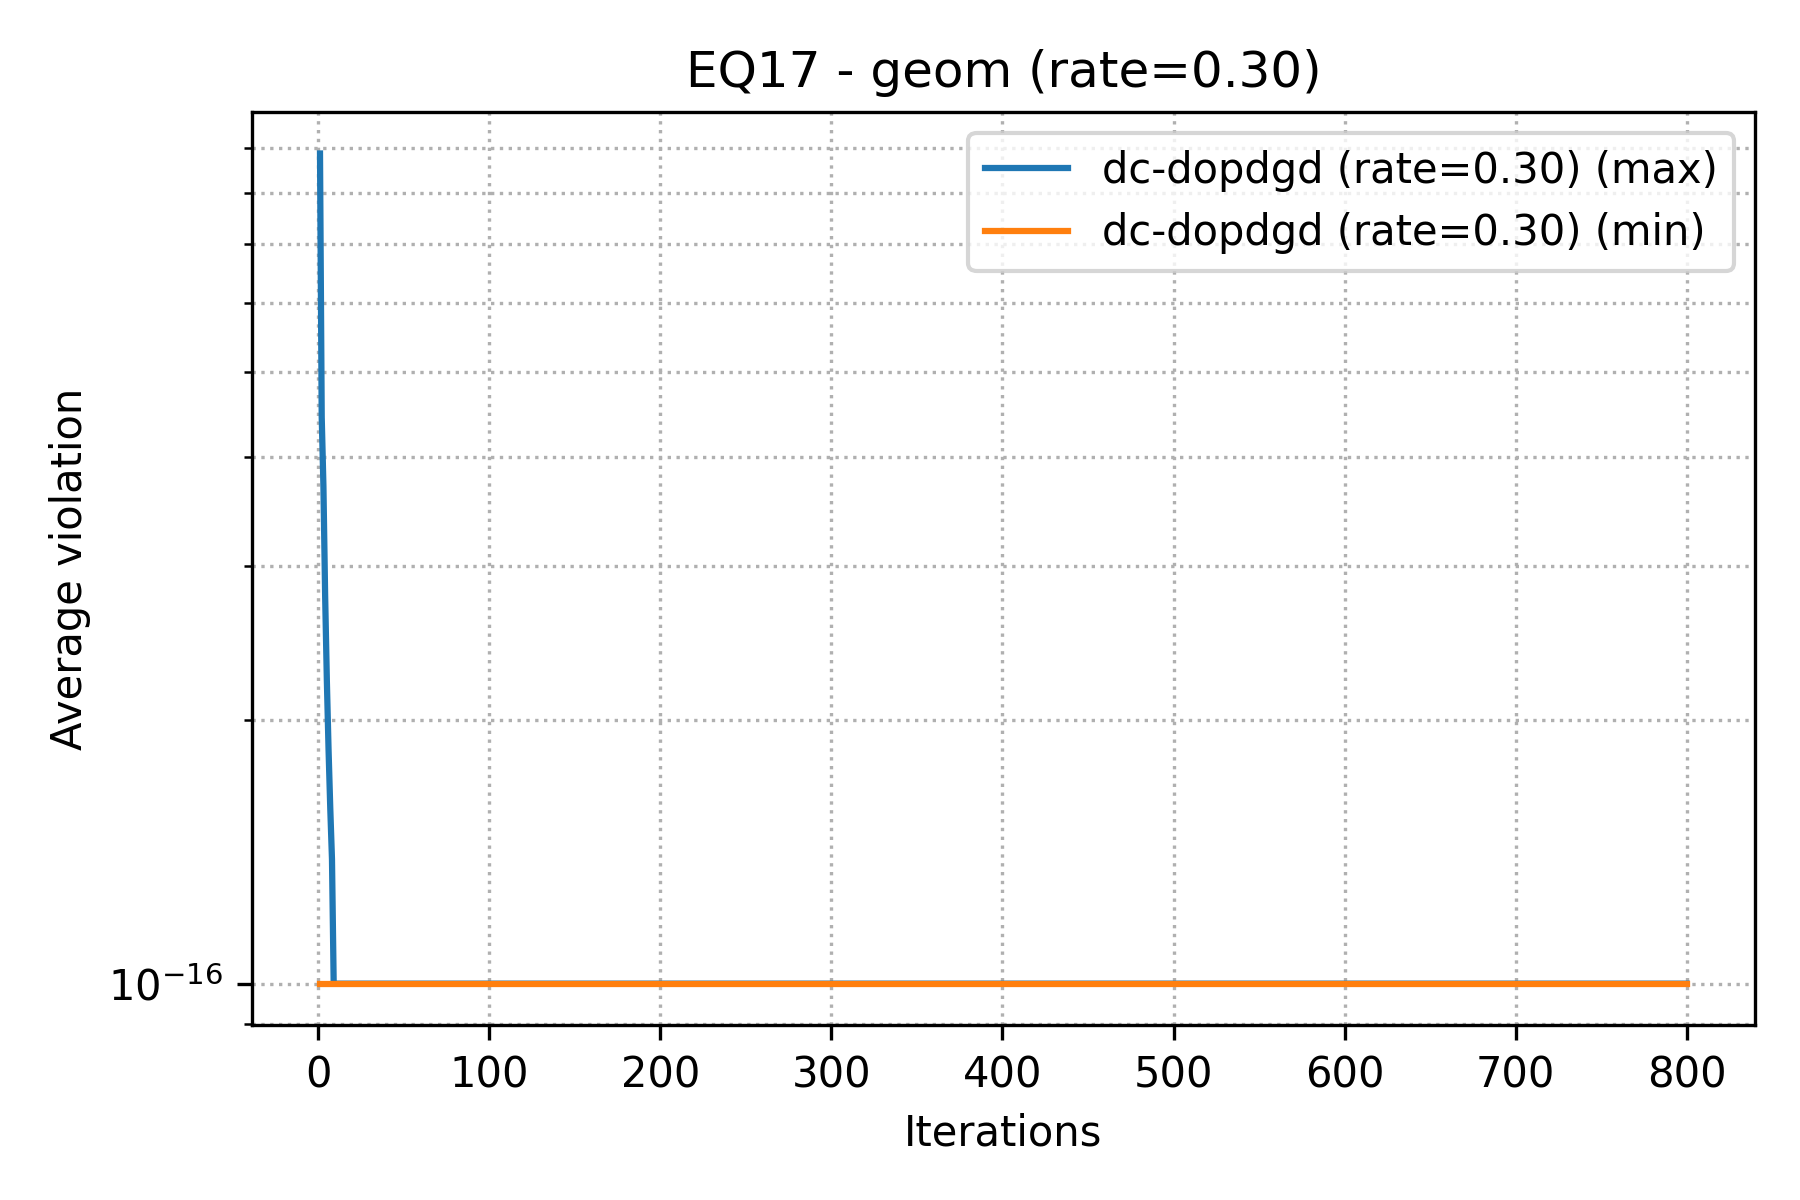 EQ17 - geom (rate=0.30)
dc-dopdgd (rate=0.30) (max)
dc-dopdgd (rate=0.30) (min)
Average violation
10⁻¹⁶
0 100 200 300 400 500 600 700 800
Iterations